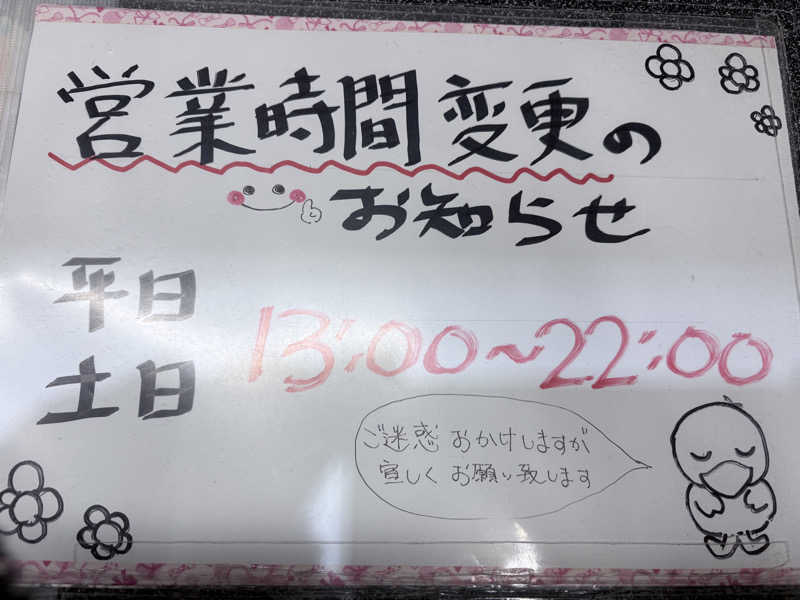 営業時間変更の
お知らせ
平日
土日
13:00~22:00
ご迷惑おかけしますが
宜しくお願い致します